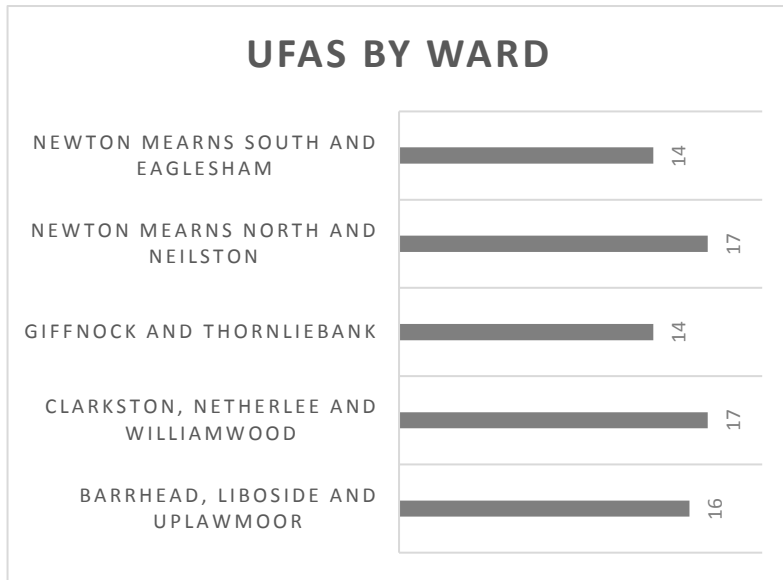 UFAS BY WARD
NEWTON MEARNS SOUTH AND
EAGLESHAM
14
NEWTON MEARNS NORTH AND
NEILSTON
17
GIFFNOCK AND THORNLIEBANK
14
CLARKSTON, NETHERLEE AND
WILLIAMWOOD
17
BARRHEAD, LIBOSIDE AND
UPLAWMOOR
16